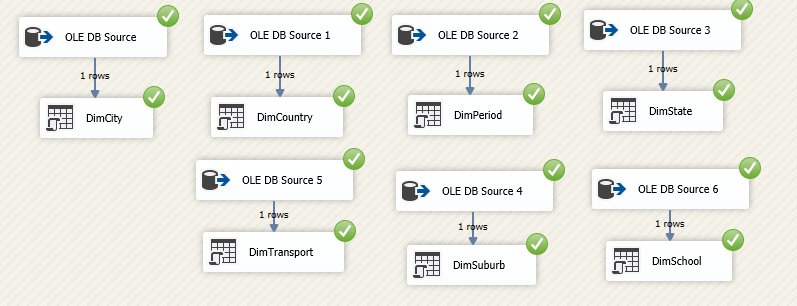 OLE DB Source
1 rows
DimCity
OLE DB Source 1
1 rows
DimCountry
OLE DB Source 2
1 rows
DimPeriod
OLE DB Source 3
1 rows
DimState
OLE DB Source 5
1 rows
DimTransport
OLE DB Source 4
1 rows
DimSuburb
OLE DB Source 6
1 rows
DimSchool